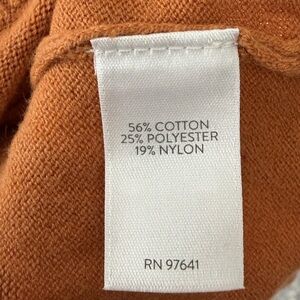 56% COTTON
25% POLYESTER
19% NYLON
RN 97641